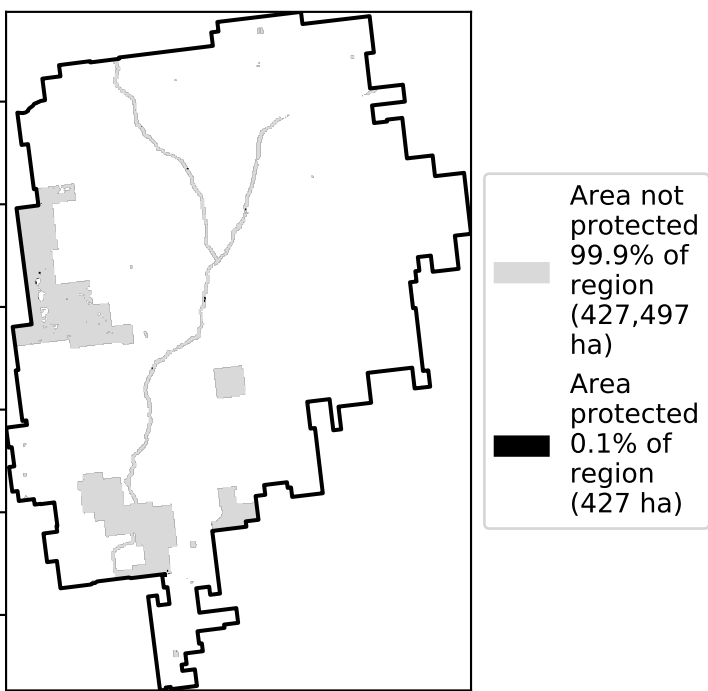 Area not
protected
99.9% of
region
(427,497
ha)
Area
protected
0.1% of
region
(427 ha)